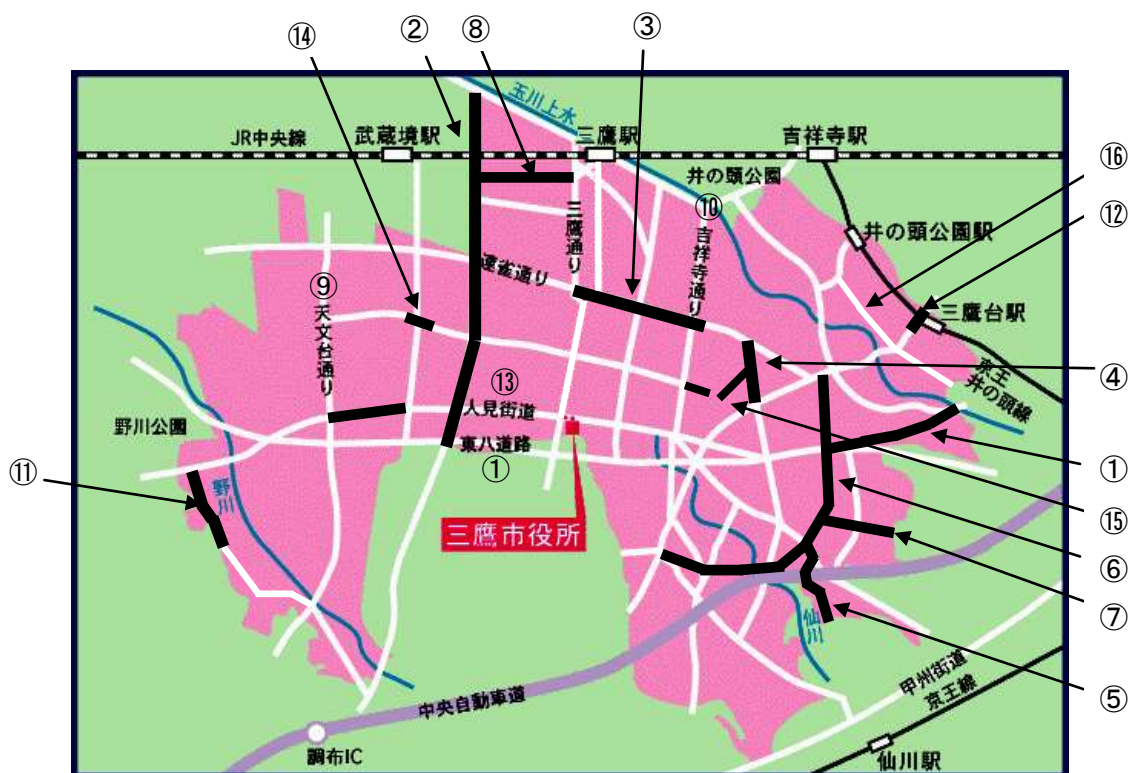 ⑭
②
⑧
③
玉川上水
JR中央線
武蔵境駅
三鷹駅
吉祥寺駅
⑯
井の頭公園
⑫
⑩
吉祥寺通り
三鷹通り
井の頭公園駅
連雀通り
⑨
天文台通り
三鷹台駅
京王
井の頭線
④
⑬
人見街道
野川公園
東八道路
①
①
⑪
野川
三鷹市役所
⑮
⑥
⑦
仙川
甲州街道
京王線
⑤
中央自動車道
調布IC
仙川駅